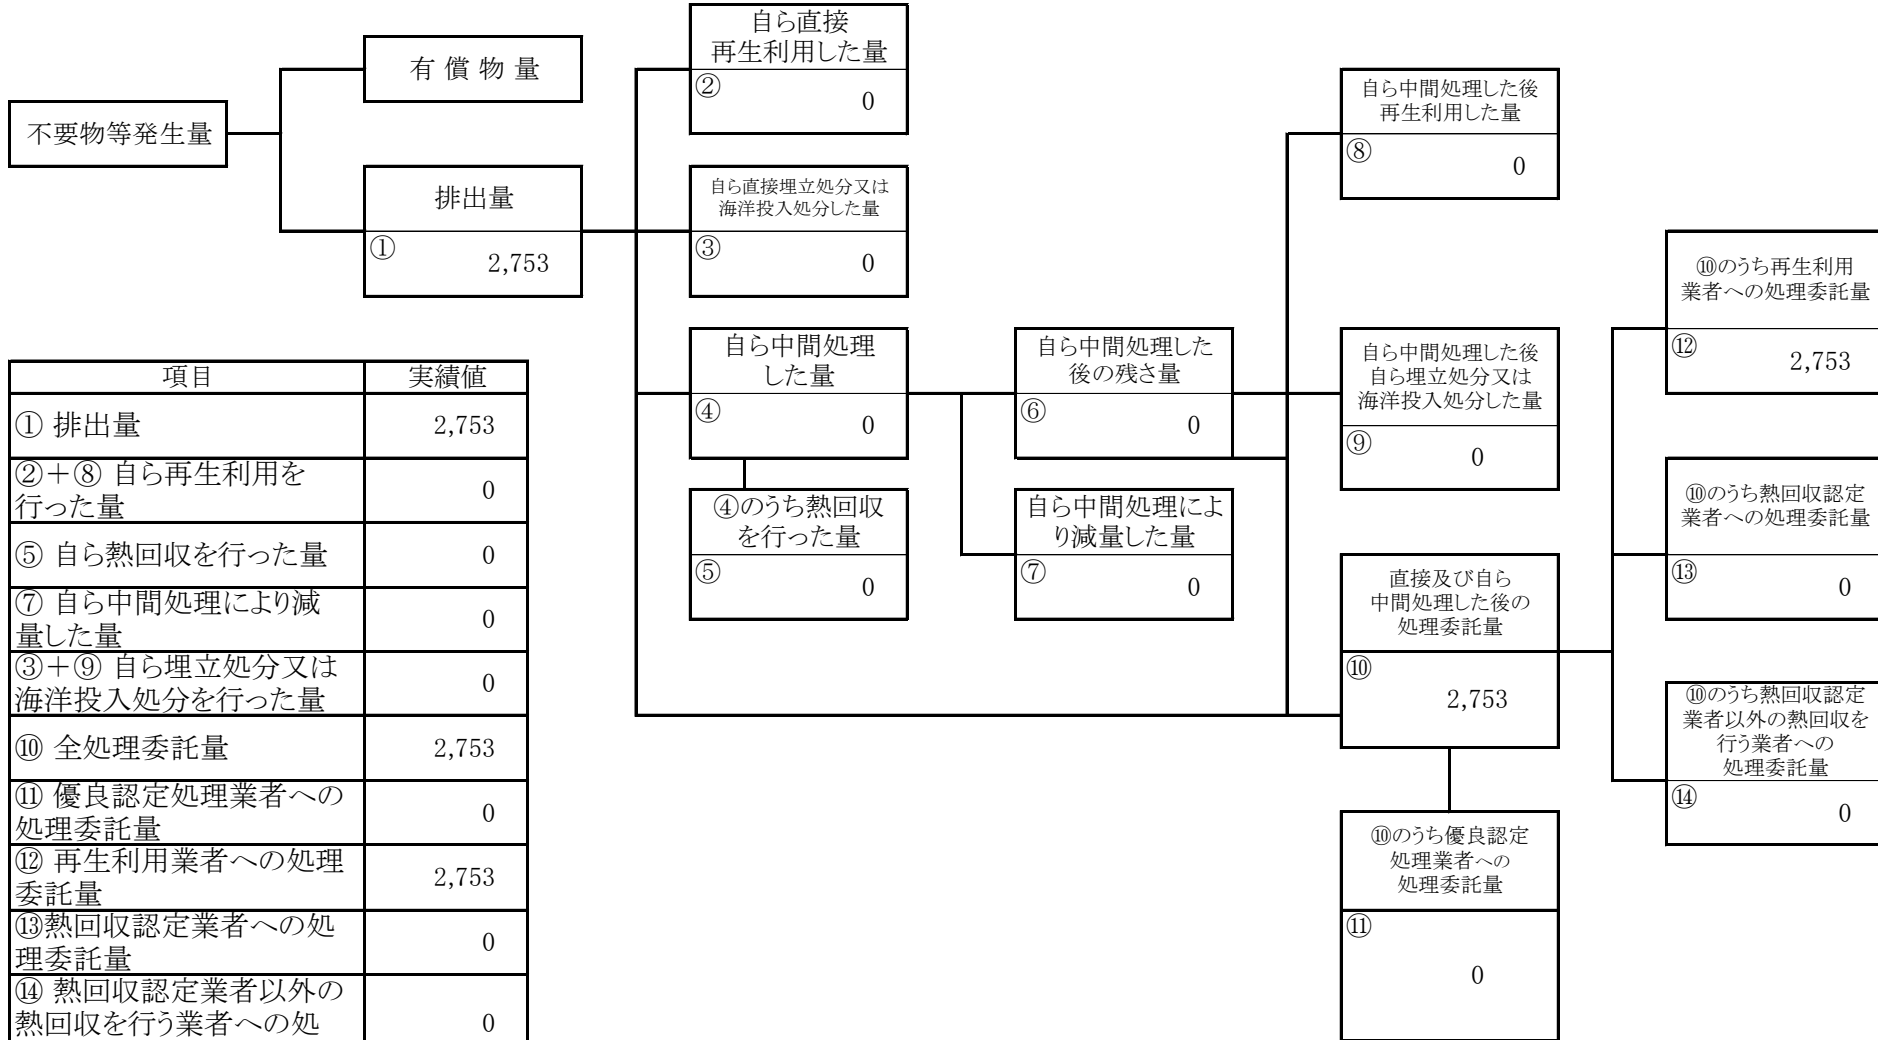 不要物等発生量
有 償 物 量
排出量
①
2,753
自ら直接
再生利用した量
②
0
自ら直接埋立処分又は
海洋投入処分した量
③
0
自ら中間処理
した量
④
0
④のうち熱回収
を行った量
⑤
0
自ら中間処理した
後の残さ量
⑥
0
自ら中間処理によ
り減量した量
⑦
0
自ら中間処理した後
再生利用した量
⑧
0
自ら中間処理した後
自ら埋立処分又は
海洋投入処分した量
⑨
0
直接及び自ら
中間処理した後の
処理委託量
⑩
2,753
⑩のうち優良認定
処理業者への
処理委託量
⑪
0
⑩のうち再生利用
業者への処理委託量
⑫
2,753
⑩のうち熱回収認定
業者への処理委託量
⑬
0
⑩のうち熱回収認定
業者以外の熱回収を
行う業者への
処理委託量
⑭
0
項目 実績値
① 排出量 2,753
②＋⑧ 自ら再生利用を
行った量 0
⑤ 自ら熱回収を行った量 0
⑦ 自ら中間処理により減
量した量 0
③＋⑨ 自ら埋立処分又は
海洋投入処分を行った量 0
⑩ 全処理委託量 2,753
⑪ 優良認定処理業者への
処理委託量 0
⑫ 再生利用業者への処理
委託量 2,753
⑬熱回収認定業者への処
理委託量 0
⑭ 熱回収認定業者以外の
熱回収を行う業者への処 0